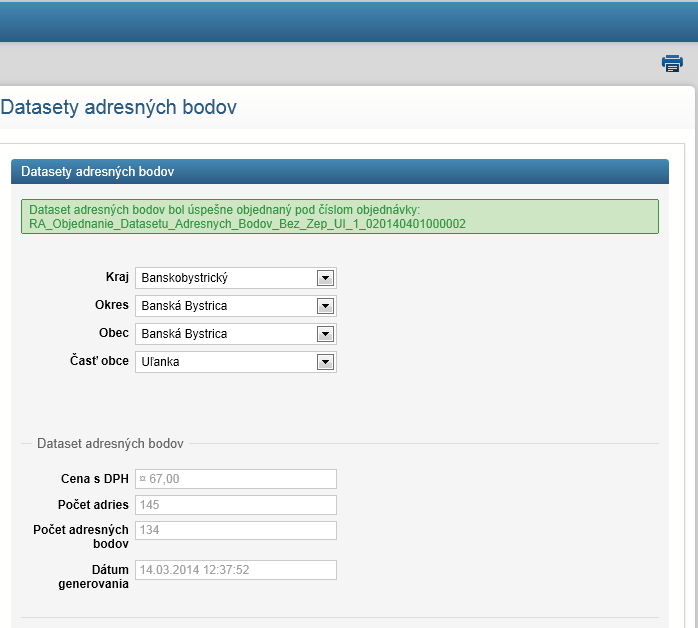 Datasety adresných bodov
Datasety adresných bodov
Dataset adresných bodov bol úspešne objednaný pod číslom objednávky:
RA_Objednanie_Datasetu_Adresnych_Bodov_Bez_Zep_UI_1_020140401000002
Kraj Banskobystrický
Okres Banská Bystrica
Obec Banská Bystrica
Časť obce Uľanka
Dataset adresných bodov
Cena s DPH ¤ 67,00
Počet adries 145
Počet adresných 134
bodov
Dátum 14.03.2014 12:37:52
generovania